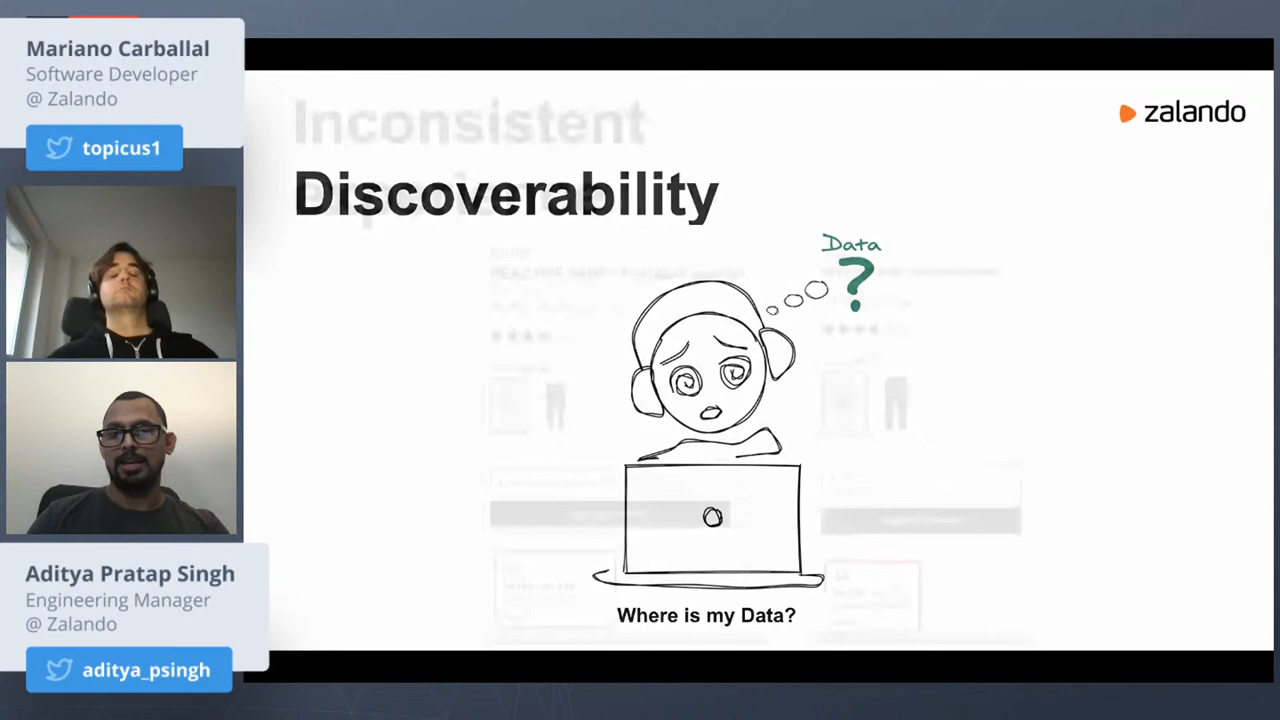 Mariano Carballal
Software Developer
@ Zalando
topicus1
Aditya Pratap Singh
Engineering Manager
@ Zalando
aditya_psingh
zalando
Inconsistent
Discoverability
Data
?
Where is my Data?